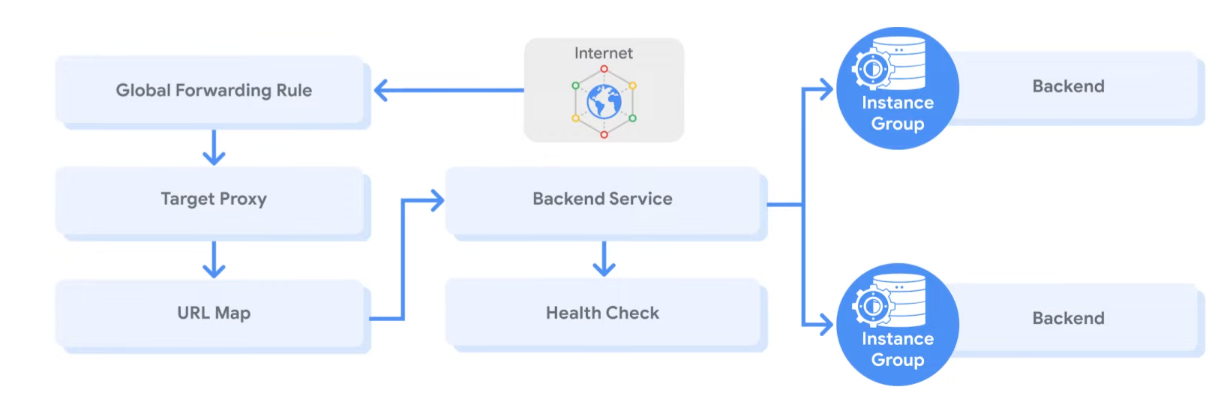 Internet
Global Forwarding Rule
Target Proxy
URL Map
Backend Service
Health Check
Instance
Group
Backend
Instance
Group
Backend